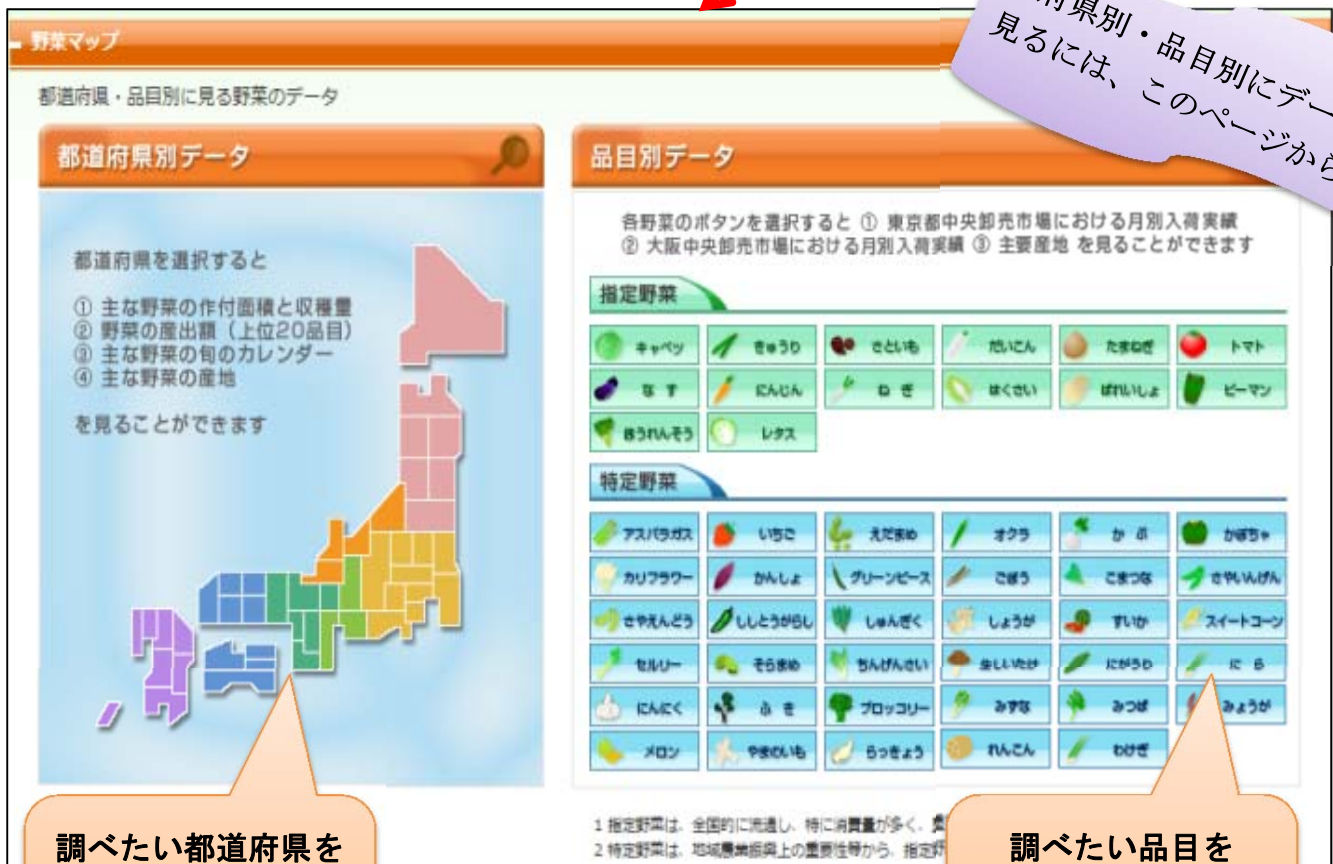 野菜マップ
府県別・品目別にデー
見るには、このページから
都道府県・品目別に見る野菜のデータ
都道府県別データ
都道府県を選択すると
① 主な野菜の作付面積と収穫量
② 野菜の産出額（上位20品目）
③ 主な野菜の旬のカレンダー
④ 主な野菜の産地
を見ることができます
調べたい都道府県を
品目別データ
各野菜のボタンを選択すると ① 東京都中央卸売市場における月別入荷実績
② 大阪中央卸売市場における月別入荷実績 ③ 主要産地 を見ることができます
指定野菜
キャベツ きゅうり さといも だいこん たまねぎ トマト
なす にんじん ねぎ はくさい ばれいしょ ピーマン
ほうれんそう レタス
特定野菜
アスパラガス いちご えだまめ オクラ かぶ かぼちゃ
カリフラワー かんしょ グリーンピース ごぼう こまつな さやいんげん
さやえんどう ししとうがらし しゅんぎく しょうが すいか スイートコーン
セルリー そらまめ ちんげんさい 生しいたけ にがうり にら
にんにく ふき ブロッコリー みずな みつば みょうが
メロン やまのいも らっきょう れんこん わけぎ
1 指定野菜は、全国的に流通し、特に消費量が多く、
2 特定野菜は、地域農業振興上の重要性等から、指定野
調べたい品目を